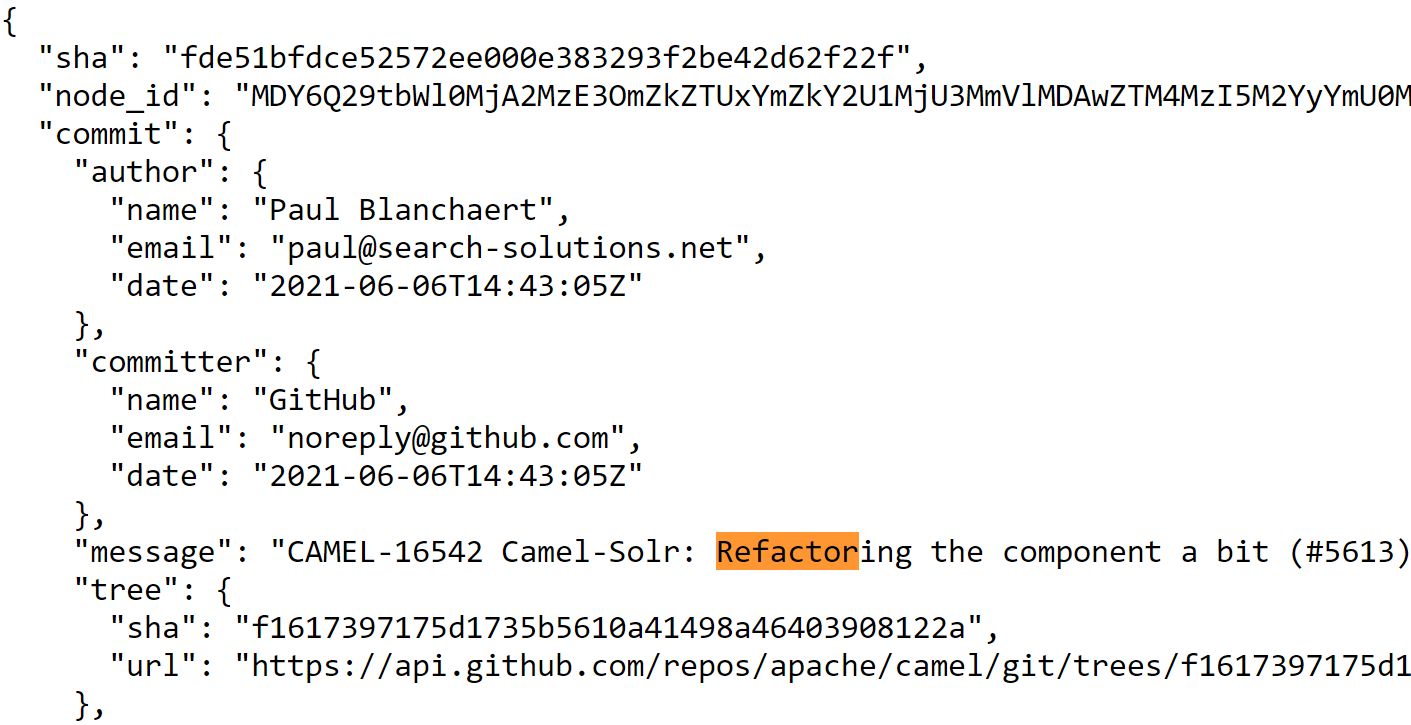 {
"sha": "fde51bfdce52572ee000e383293f2be42d62f22f",
"node_id": "MDY6Q29tbWl0MjA2MzE3OmZkZTUxYmZkY2U1MjU3MmVlMDAwZTM4MzI5M2YyYmU0M
"commit": {
"author": {
"name": "Paul Blanchaert",
"email": "paul@search-solutions.net",
"date": "2021-06-06T14:43:05Z"
},
"committer": {
"name": "GitHub",
"email": "noreply@github.com",
"date": "2021-06-06T14:43:05Z"
},
"message": "CAMEL-16542 Camel-Solr: Refactoring the component a bit (#5613)
"tree": {
"sha": "f1617397175d1735b5610a41498a46403908122a",
"url": "https://api.github.com/repos/apache/camel/git/trees/f1617397175d1
},